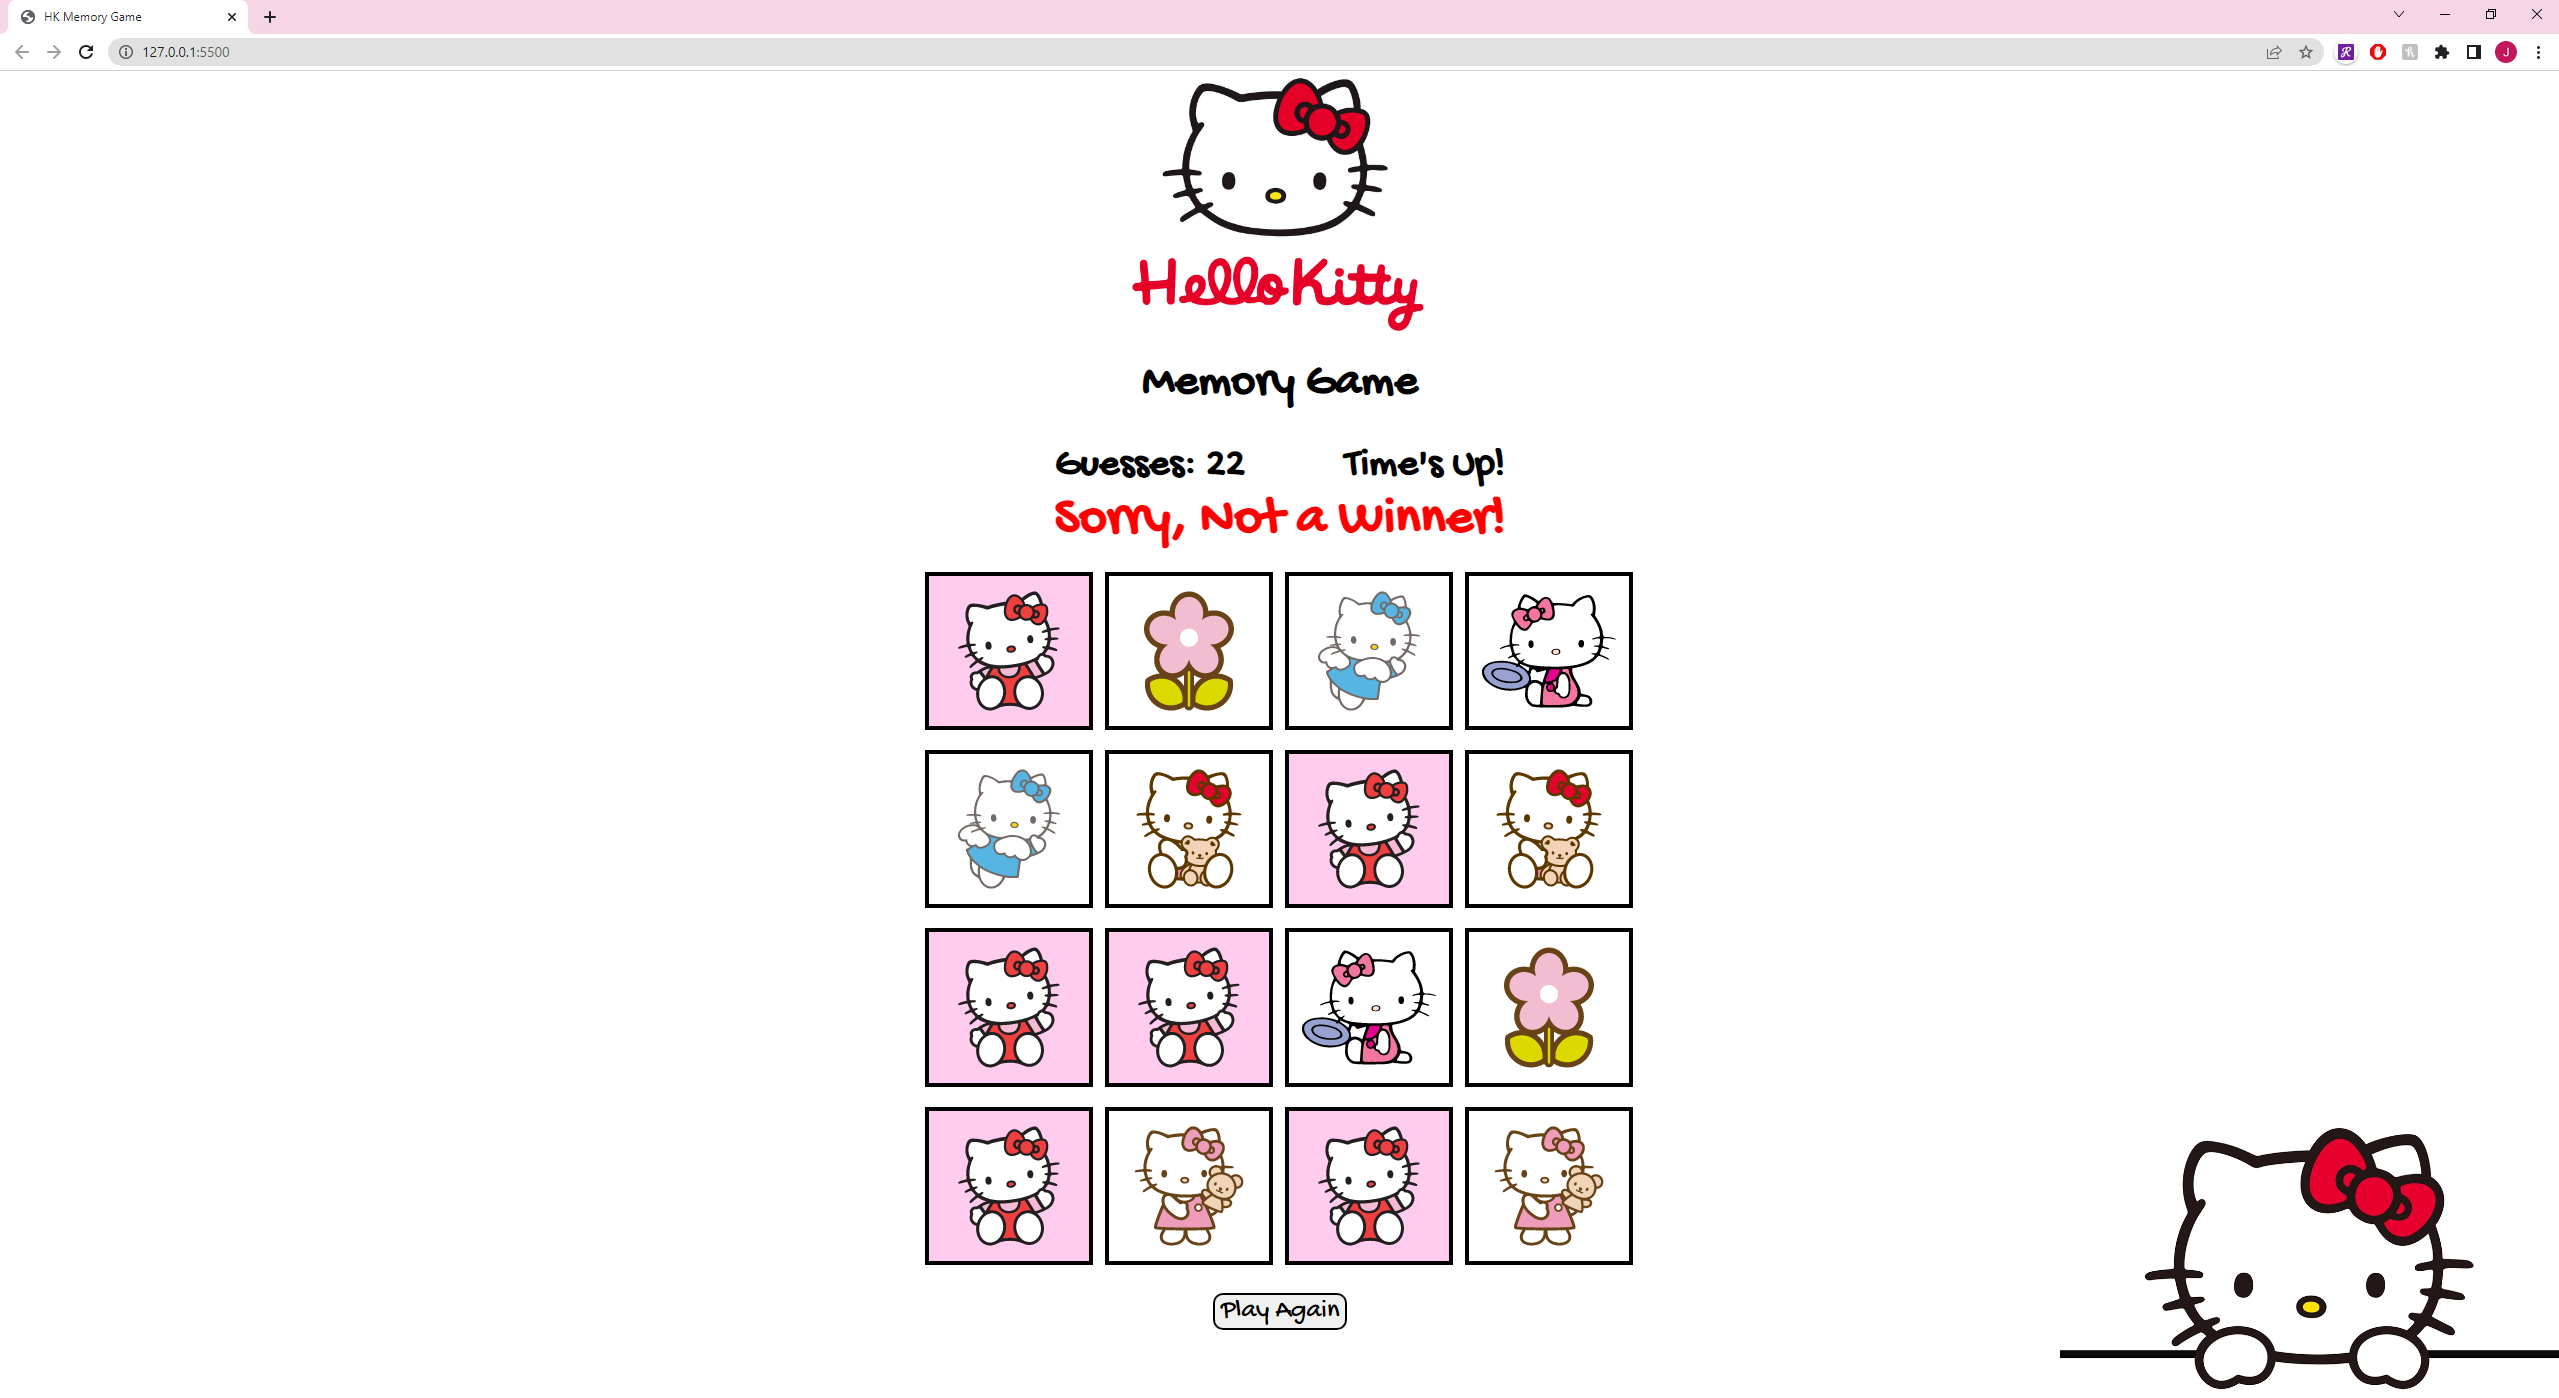 HK Memory Game
127.0.0.1:5500
J
Hello Kitty
Memory Game
Guesses: 22 Time's Up!
Sorry, Not a Winner!
Play Again